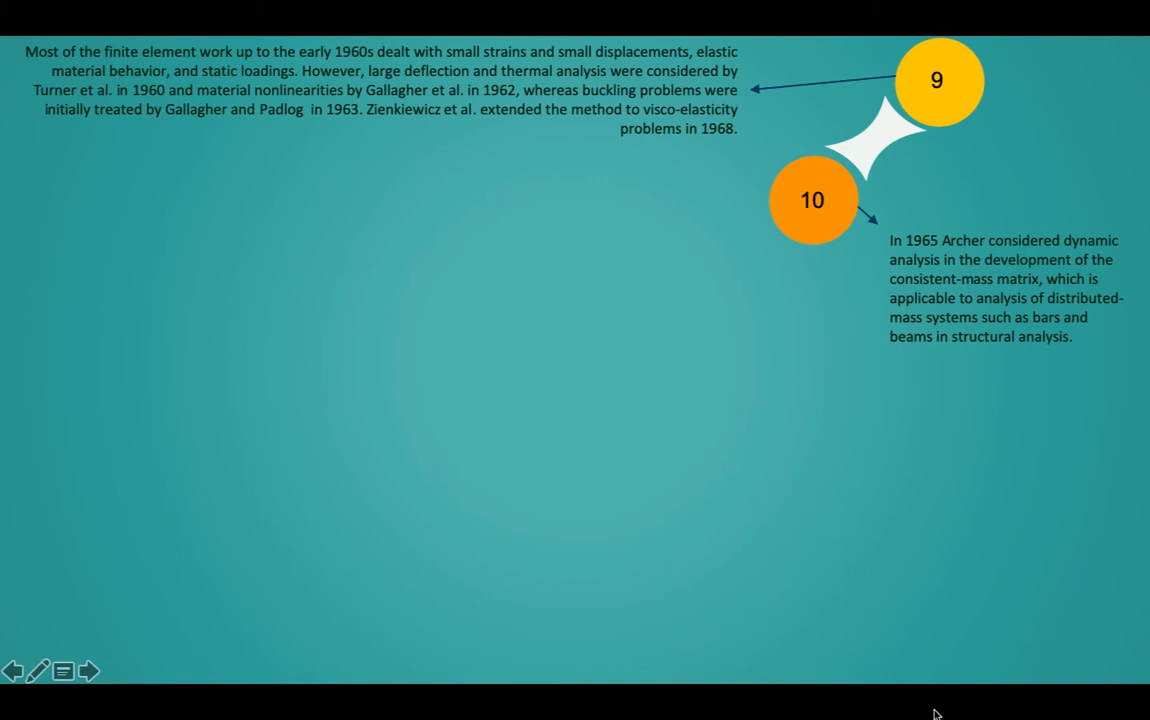 Most of the finite element work up to the early 1960s dealt with small strains and small displacements, elastic
material behavior, and static loadings. However, large deflection and thermal analysis were considered by
Turner et al. in 1960 and material nonlinearities by Gallagher et al. in 1962, whereas buckling problems were
initially treated by Gallagher and Padlog in 1963. Zienkiewicz et al. extended the method to visco-elasticity
problems in 1968.
9
10
In 1965 Archer considered dynamic
analysis in the development of the
consistent-mass matrix, which is
applicable to analysis of distributed-
mass systems such as bars and
beams in structural analysis.